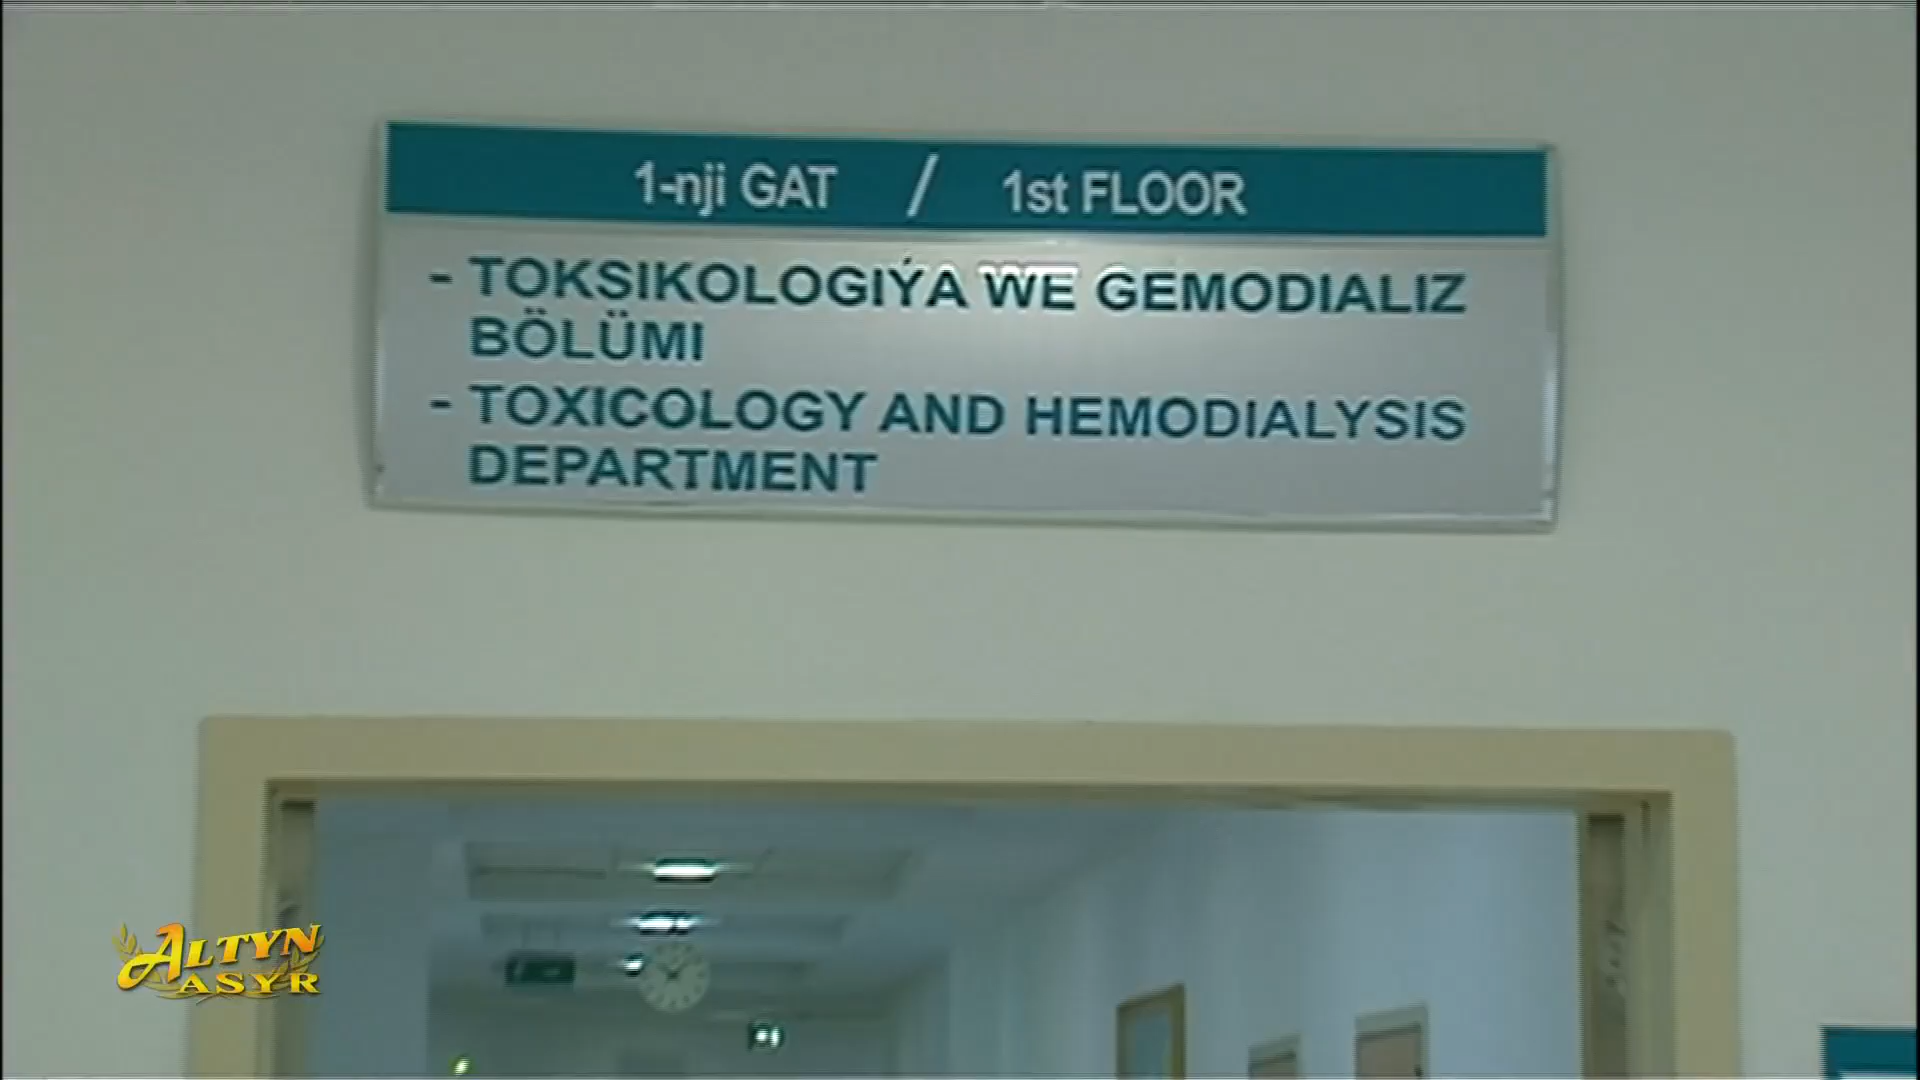 1-nji GAT / 1st FLOOR
- TOKSIKOLOGIÝA WE GEMODIALIZ
BÖLÜMI
- TOXICOLOGY AND HEMODIALYSIS
DEPARTMENT
ALTYN
ASYR